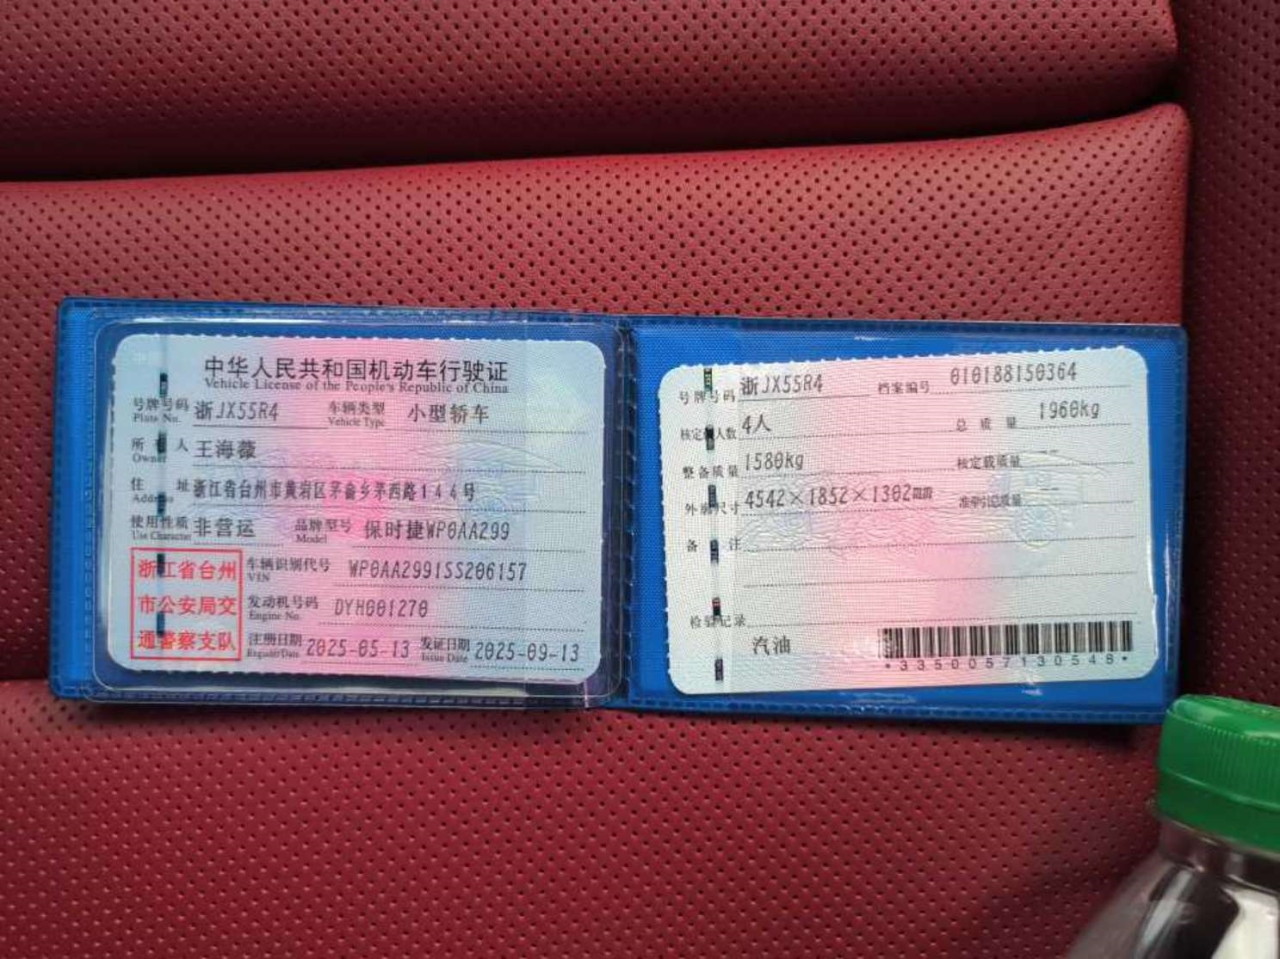 中华人民共和国机动车行驶证
Vehicle License of the People's Republic of China
号牌号码 浙JX55R4 车辆类型 小型轿车
Plate No. Vehicle Type
所 人 王海薇
Owner
住 址 浙江省台州市黄岩区茅畲乡茅西路144号
Address
使用性质 非营运 品牌型号 保时捷WP0AA299
Use Character Model
浙江省台州
市公安局交
通警察支队
车辆识别代号 WP0AA2991SS206157
VIN
发动机号码 DYH001270
Engine No.
注册日期 2025-05-13 发证日期 2025-09-13
Register Date Issue Date
号牌号码 浙JX55R4 档案编号 010188150364
核定 人数 4人 总质量 1960kg
整备质量 1580kg 核定载质量 --
外廓尺寸 4542×1852×1302mm 准牵引总质量 --
备 注
检验记录
汽油
*3350057130548*